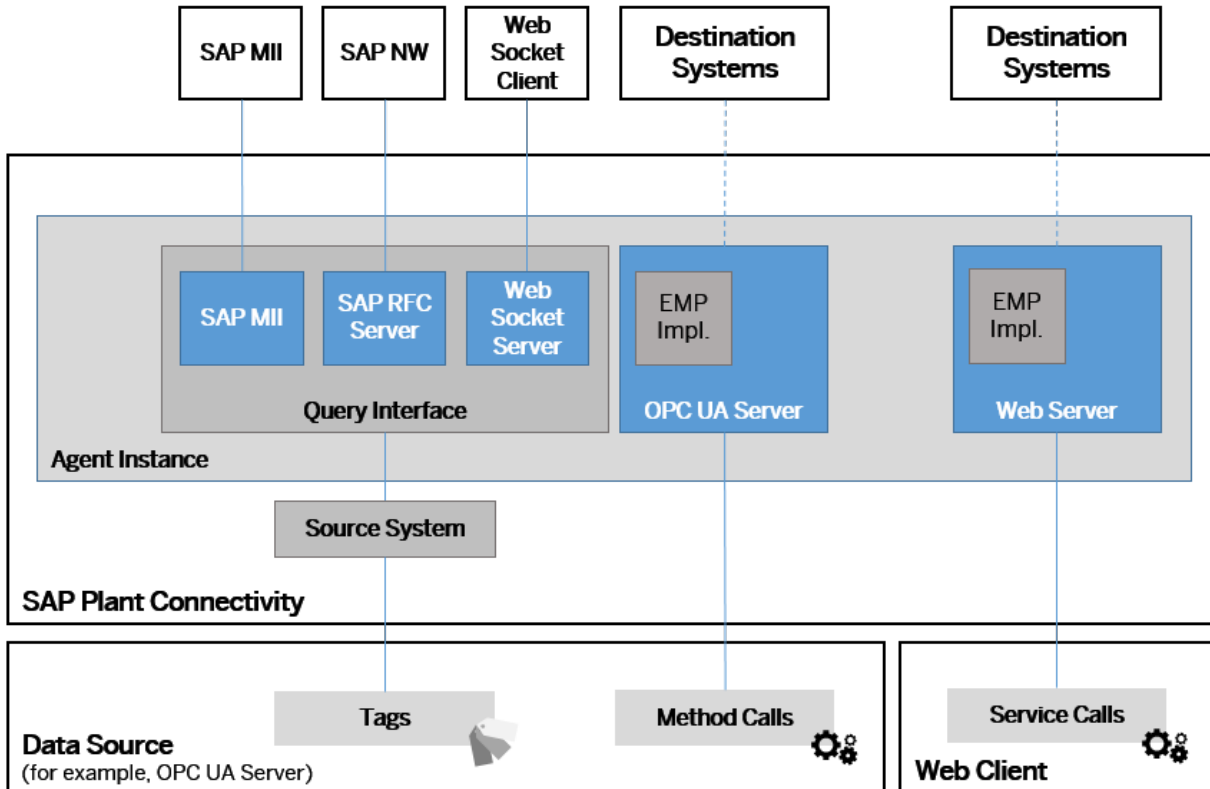 SAP MII
SAP NW
Web
Socket
Client
Destination
Systems
Destination
Systems
SAP MII
SAP RFC
Server
Web
Socket
Server
Query Interface
EMP
Impl.
OPC UA Server
EMP
Impl.
Web Server
Agent Instance
Source System
SAP Plant Connectivity
Tags
Method Calls
Data Source
(for example, OPC UA Server)
Service Calls
Web Client